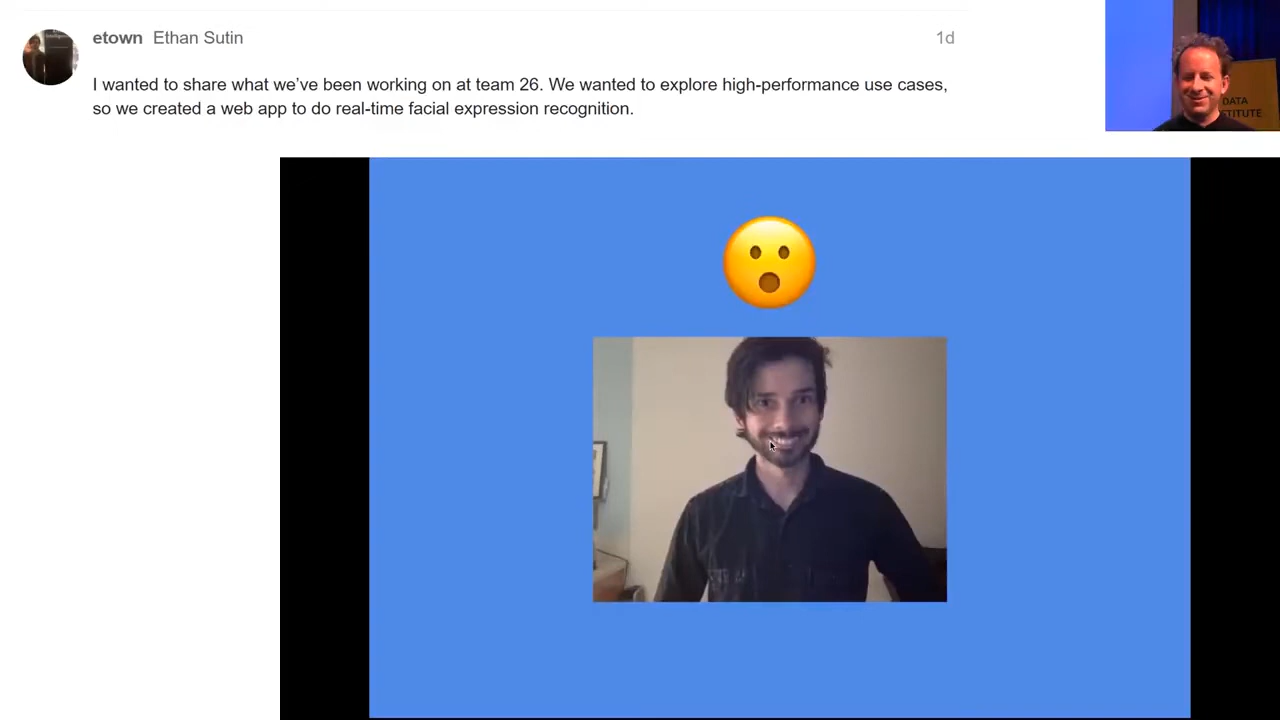 etown Ethan Sutin 1d
I wanted to share what we’ve been working on at team 26. We wanted to explore high-performance use cases,
so we created a web app to do real-time facial expression recognition.
DATA